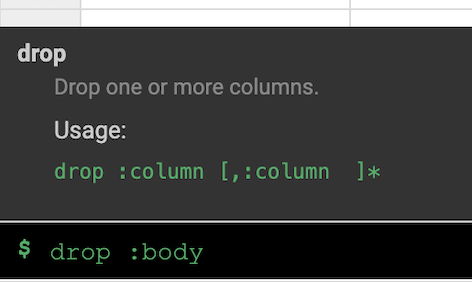 drop
Drop one or more columns.
Usage:
drop :column [,:column  ]*
$ drop :body